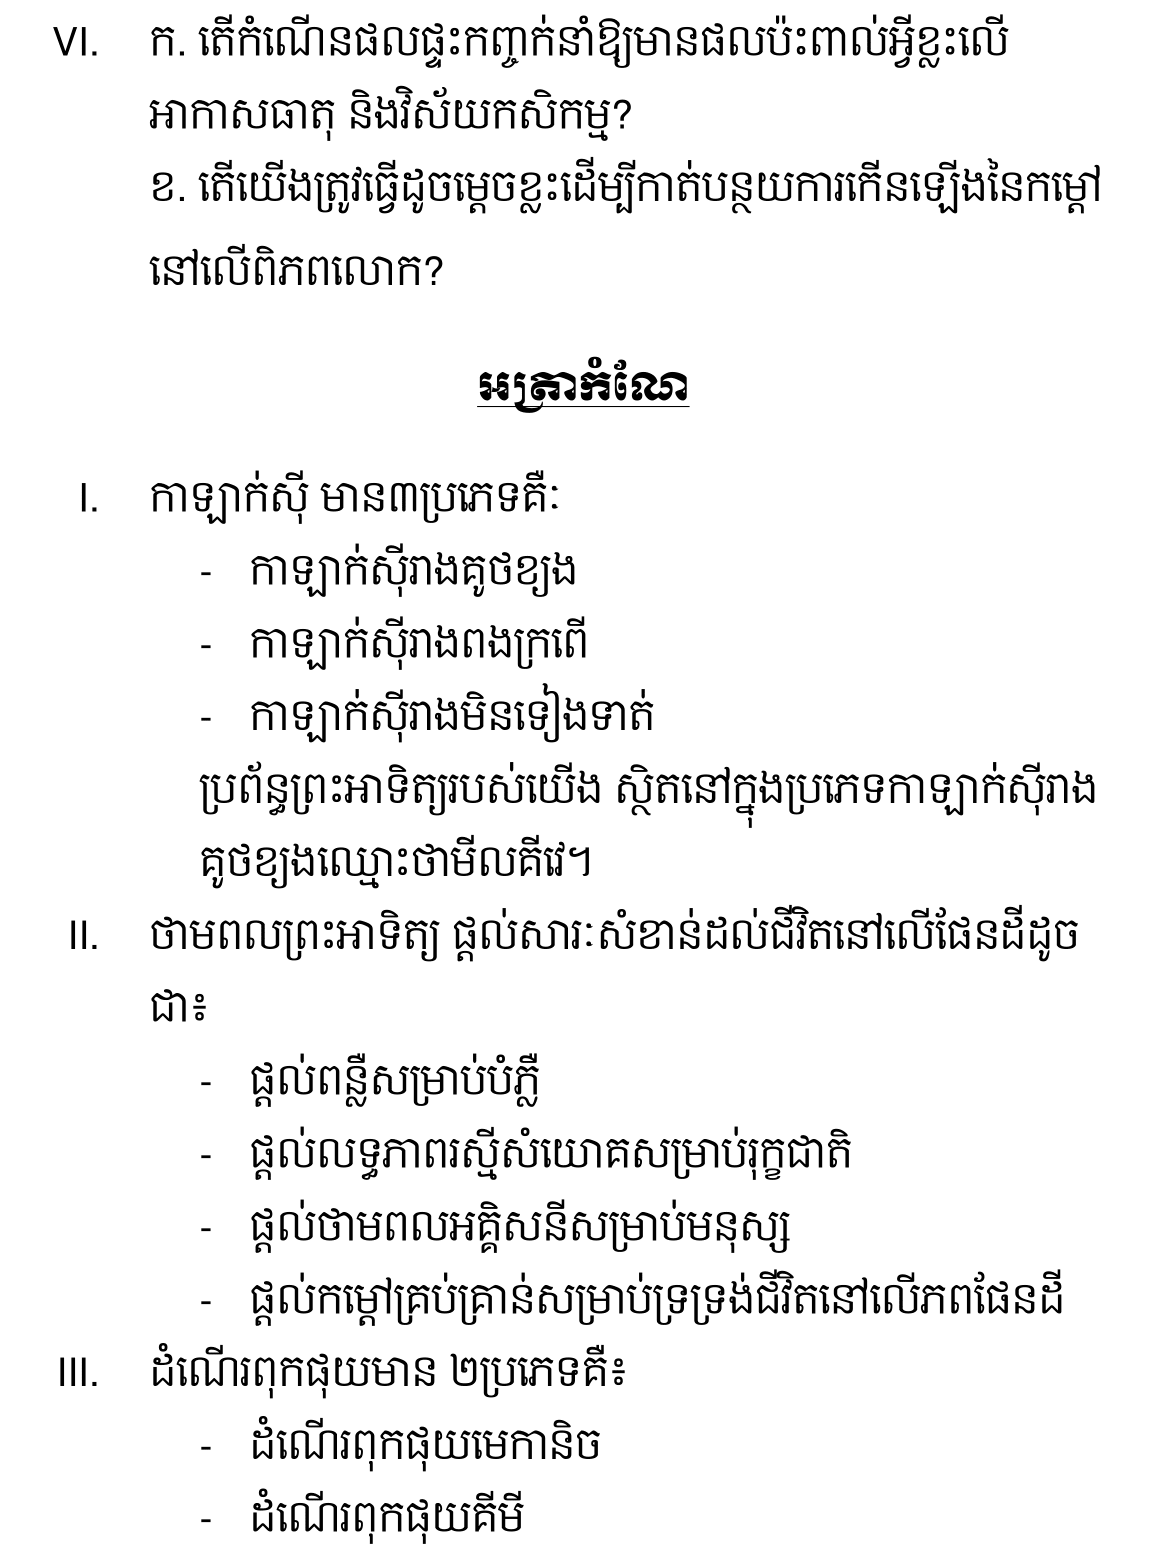 VI. ក. តើកំណើនផលផ្ទះកញ្ចក់នាំឱ្យមានផលប៉ះពាល់អ្វីខ្លះលើ
អាកាសធាតុ និងវិស័យកសិកម្ម?
ខ. តើយើងត្រូវធ្វើដូចម្តេចខ្លះដើម្បីកាត់បន្ថយការកើនឡើងនៃកម្តៅ
នៅលើពិភពលោក?
អត្រាកំណែ
I. កាឡាក់ស៊ី មាន៣ប្រភេទគឺៈ
- កាឡាក់ស៊ីរាងគូថខ្យង
- កាឡាក់ស៊ីរាងពងក្រពើ
- កាឡាក់ស៊ីរាងមិនទៀងទាត់
ប្រព័ន្ធព្រះអាទិត្យរបស់យើង ស្ថិតនៅក្នុងប្រភេទកាឡាក់ស៊ីរាង
គូថខ្យងឈ្មោះថាមីលគីវេ។
II. ថាមពលព្រះអាទិត្យ ផ្តល់សារៈសំខាន់ដល់ជីវិតនៅលើផែនដីដូច
ជា៖
- ផ្តល់ពន្លឺសម្រាប់បំភ្លឺ
- ផ្តល់លទ្ធភាពរស្មីសំយោគសម្រាប់រុក្ខជាតិ
- ផ្តល់ថាមពលអគ្គិសនីសម្រាប់មនុស្ស
- ផ្តល់កម្តៅគ្រប់គ្រាន់សម្រាប់ទ្រទ្រង់ជីវិតនៅលើភពផែនដី
III. ដំណើរពុកផុយមាន ២ប្រភេទគឺ៖
- ដំណើរពុកផុយមេកានិច
- ដំណើរពុកផុយគីមី